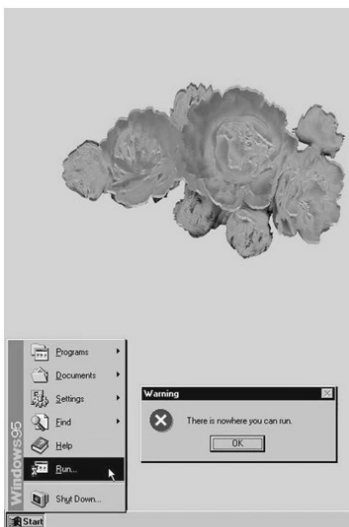 Windows95
Programs
Documents
Settings
Find
Help
Run...
Shut Down...
Start
Warning
There is nowhere you can run.
OK